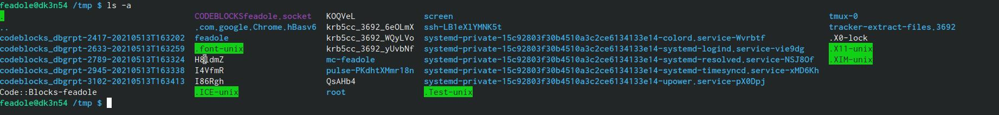 feadole@dk3n54 /tmp $ ls -a
. CODEBLOCKSfeadole.socket KOQVeL screen tmux-0
.. .com.google.Chrome.hBasv6 krb5cc_3692_6eOLmX ssh-LB1eXlYMNK5t tracker-extract-files.3692
codeblocks_dbgrpt-2417-20210513T163202 feadole krb5cc_3692_WQyLVo systemd-private-15c92803f30b4510a3c2ce6134133e14-colord.service-Wvrbtf .X0-lock
codeblocks_dbgrpt-2633-20210513T163259 .font-unix krb5cc_3692_yUvbNf systemd-private-15c92803f30b4510a3c2ce6134133e14-systemd-logind.service-vie9dg .X11-unix
codeblocks_dbgrpt-2789-20210513T163324 mc-feadole systemd-private-15c92803f30b4510a3c2ce6134133e14-systemd-resolved.service-NSJ8Of .XIM-unix
codeblocks_dbgrpt-2945-20210513T163338 I4VfmR pulse-PKdhtXMmr18n systemd-private-15c92803f30b4510a3c2ce6134133e14-systemd-timesyncd.service-xMD6Kh
codeblocks_dbgrpt-3102-20210513T163413 I86Rgh QsAHb4 systemd-private-15c92803f30b4510a3c2ce6134133e14-upower.service-pX0Dpj
Code::Blocks-feadole .ICE-unix root .Test-unix
feadole@dk3n54 /tmp $